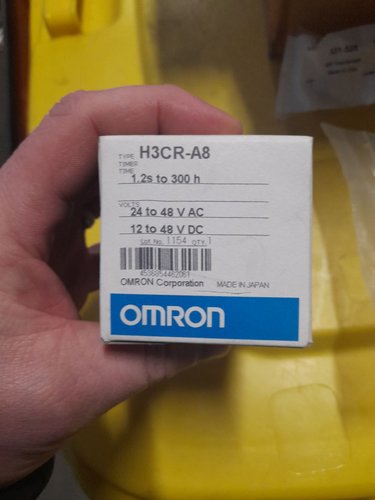 TYPE H3CR-A8
TIMER
TIME 1.2s to 300 h
VOLTS
24 to 48 V AC
12 to 48 V DC
Lot No. 1154 QTY.1
4536854462061
OMRON Corporation MADE IN JAPAN
OMRON